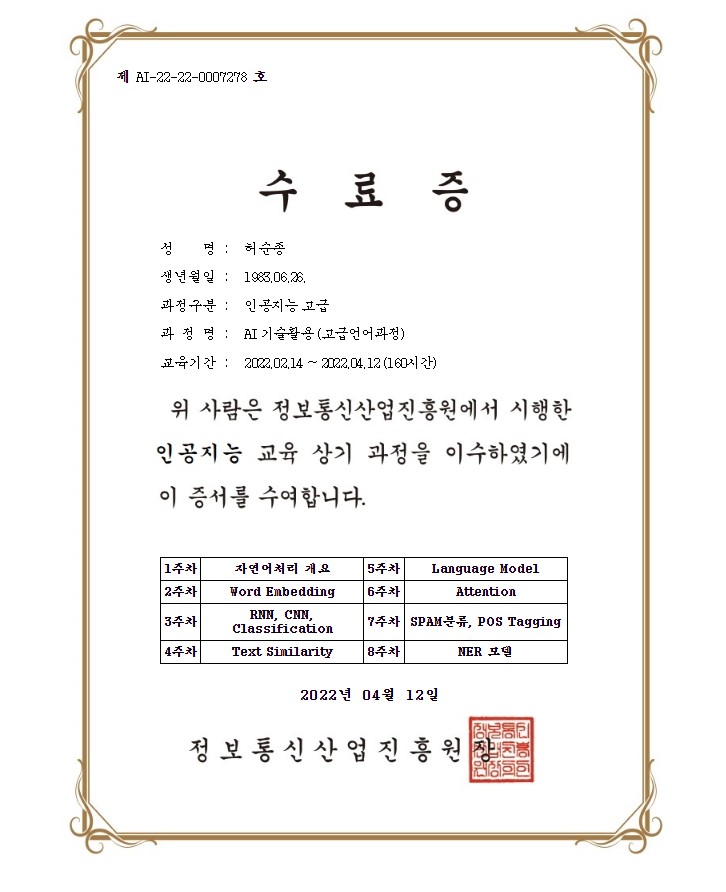 제 AI-22-22-0007278 호
수 료 증
성 명 : 허순종
생년월일 : 1983.06.26.
과정구분 : 인공지능 고급
과 정 명 : AI 기술활용(고급언어과정)
교육기간 : 2022.02.14 ~ 2022.04.12(160시간)
위 사람은 정보통신산업진흥원에서 시행한
인공지능 교육 상기 과정을 이수하였기에
이 증서를 수여합니다.
1주차 자연어처리 개요 5주차 Language Model
2주차 Word Embedding 6주차 Attention
3주차 RNN, CNN, Classification 7주차 SPAM분류, POS Tagging
4주차 Text Similarity 8주차 NER 모델
2022년 04월 12일
정보통신산업진흥원장